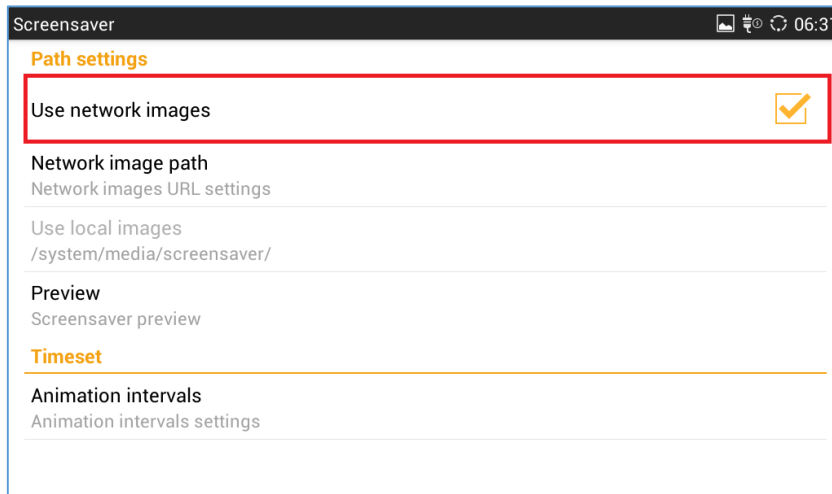 Screensaver 06:37
Path settings
Use network images
Network image path
Network images URL settings
Use local images
/system/media/screensaver/
Preview
Screensaver preview
Timeset
Animation intervals
Animation intervals settings